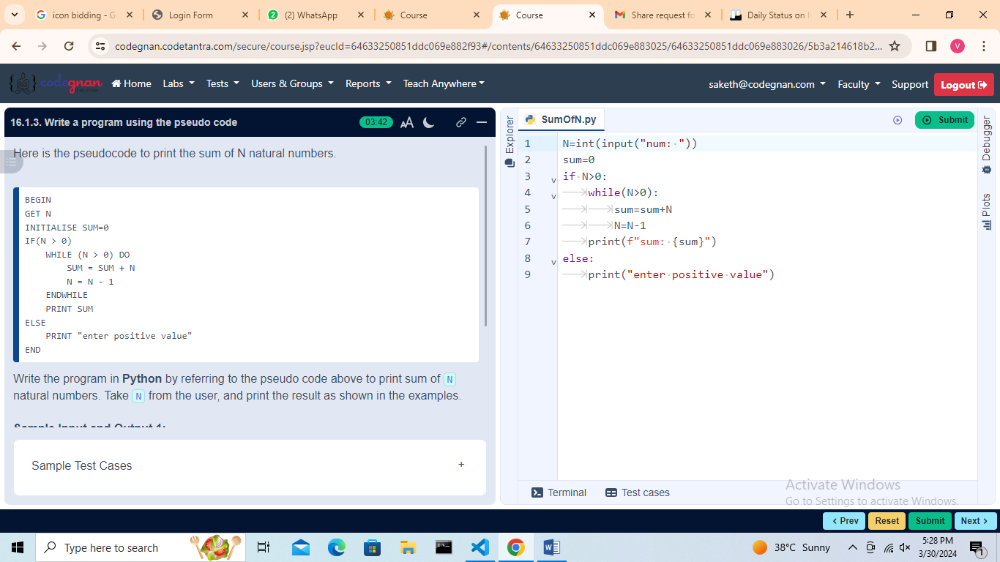 icon bidding - G
Login Form
(2) WhatsApp
Course
Course
Share request fo
Daily Status on
codegnan.codetantra.com/secure/course.jsp?eucId=64633250851ddc069e882f93#/contents/64633250851ddc069e883025/64633250851ddc069e883026/5b3a214618b2...
V
codegnan
Home
Labs
Tests
Users & Groups
Reports
Teach Anywhere
saketh@codegnan.com
Faculty
Support
Logout
16.1.3. Write a program using the pseudo code
03:42
AA
Here is the pseudocode to print the sum of N natural numbers.
BEGIN
GET N
INITIALISE SUM=0
IF(N > 0)
WHILE (N > 0) DO
SUM = SUM + N
N = N - 1
ENDWHILE
PRINT SUM
ELSE
PRINT "enter positive value"
END
Write the program in Python by referring to the pseudo code above to print sum of N
natural numbers. Take N from the user, and print the result as shown in the examples.
Sample Input and Output 1:
Sample Test Cases
+
Explorer
SumOfN.py
Submit
1 N=int(input("num: "))
2 sum=0
3 if N>0:
4 while(N>0):
5 sum=sum+N
6 N=N-1
7 print(f"sum: {sum}")
8 else:
9 print("enter positive value")
Debugger
Plots
Terminal
Test cases
Activate Windows
Go to Settings to activate Windows.
< Prev
Reset
Submit
Next >
Type here to search
38°C Sunny
5:28 PM
3/30/2024
1